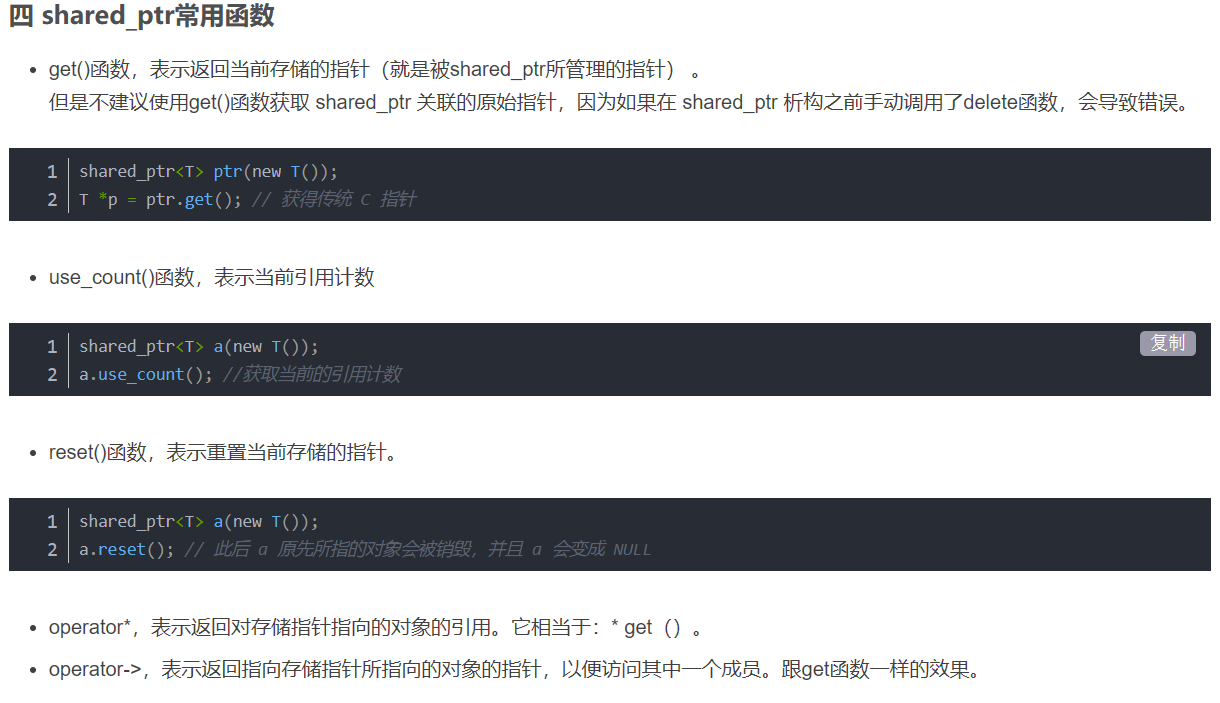 四 shared_ptr常用函数
get()函数，表示返回当前存储的指针（就是被shared_ptr所管理的指针） 。
但是不建议使用get()函数获取 shared_ptr 关联的原始指针，因为如果在 shared_ptr 析构之前手动调用了delete函数，会导致错误。
1 shared_ptr<T> ptr(new T());
2 T *p = ptr.get(); // 获得传统 C 指针
use_count()函数，表示当前引用计数
1 shared_ptr<T> a(new T());
复制
2 a.use_count(); //获取当前的引用计数
reset()函数，表示重置当前存储的指针。
1 shared_ptr<T> a(new T());
2 a.reset(); // 此后 a 原先所指的对象会被销毁，并且 a 会变成 NULL
operator*，表示返回对存储指针指向的对象的引用。它相当于：* get（）。
operator->，表示返回指向存储指针所指向的对象的指针，以便访问其中一个成员。跟get函数一样的效果。